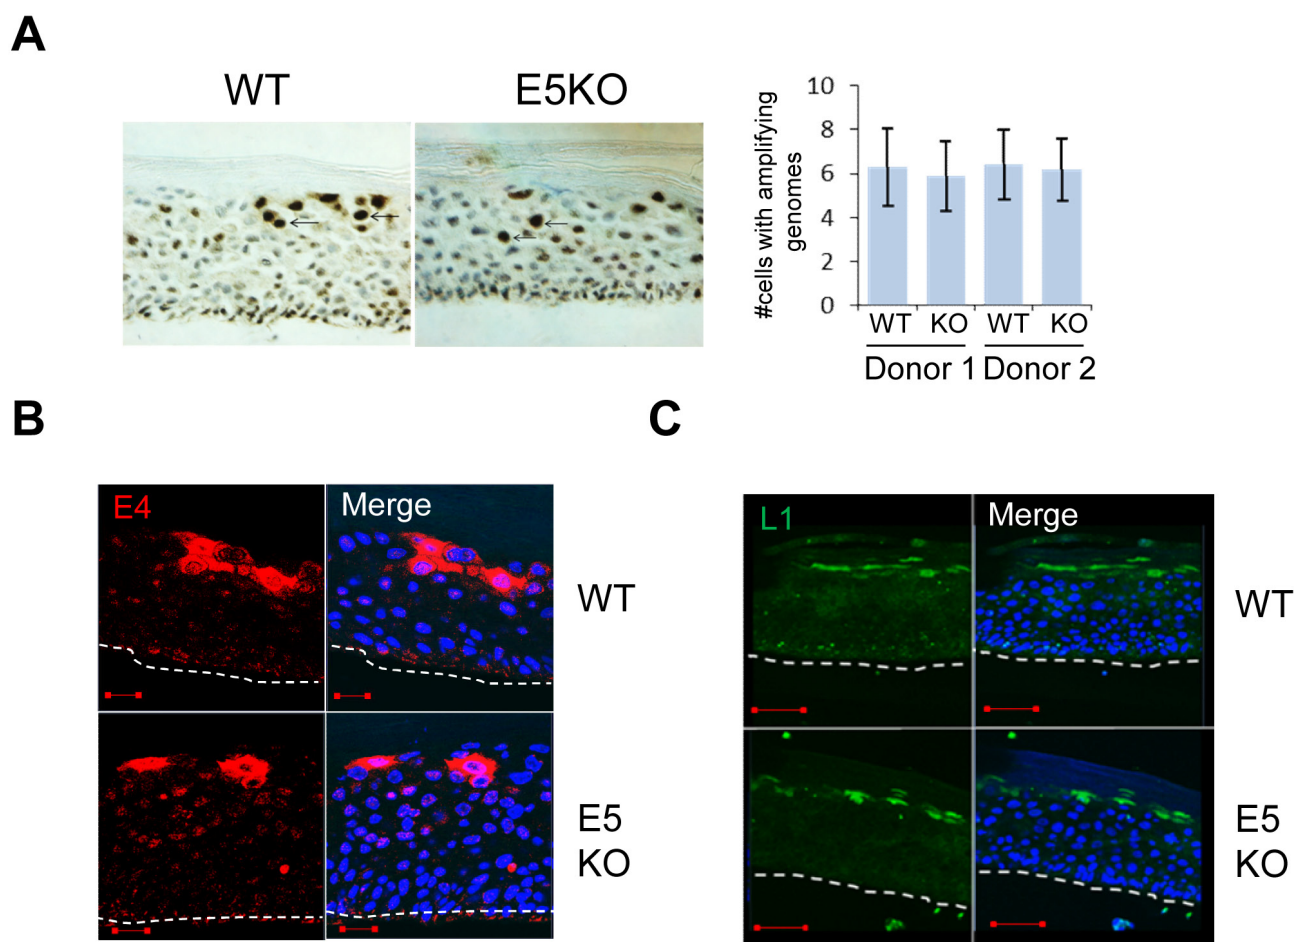 A
WT
E5KO
#cells with amplifying
genomes
10
8
6
4
2
0
WT KO WT KO
Donor 1 Donor 2
B
E4
Merge
WT
E5
KO
C
L1
Merge
WT
E5
KO